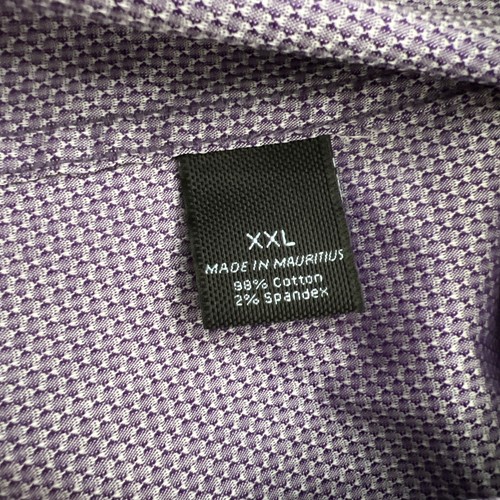 XXL
MADE IN MAURITIUS
98% Cotton
2% Spandex